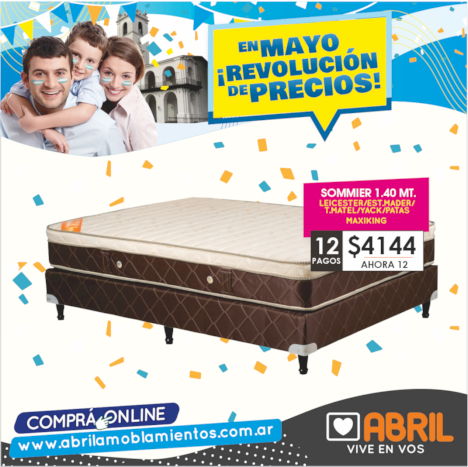 EN MAYO
¡REVOLUCIÓN
DE PRECIOS!
SOMMIER 1.40 MT.
LEICESTER/EST.MADER/
T.MATEL/YACK/PATAS
MAXIKING
12 PAGOS
$4144
AHORA 12
COMPRÁ ONLINE
www.abrilamoblamientos.com.ar
ABRIL
VIVE EN VOS